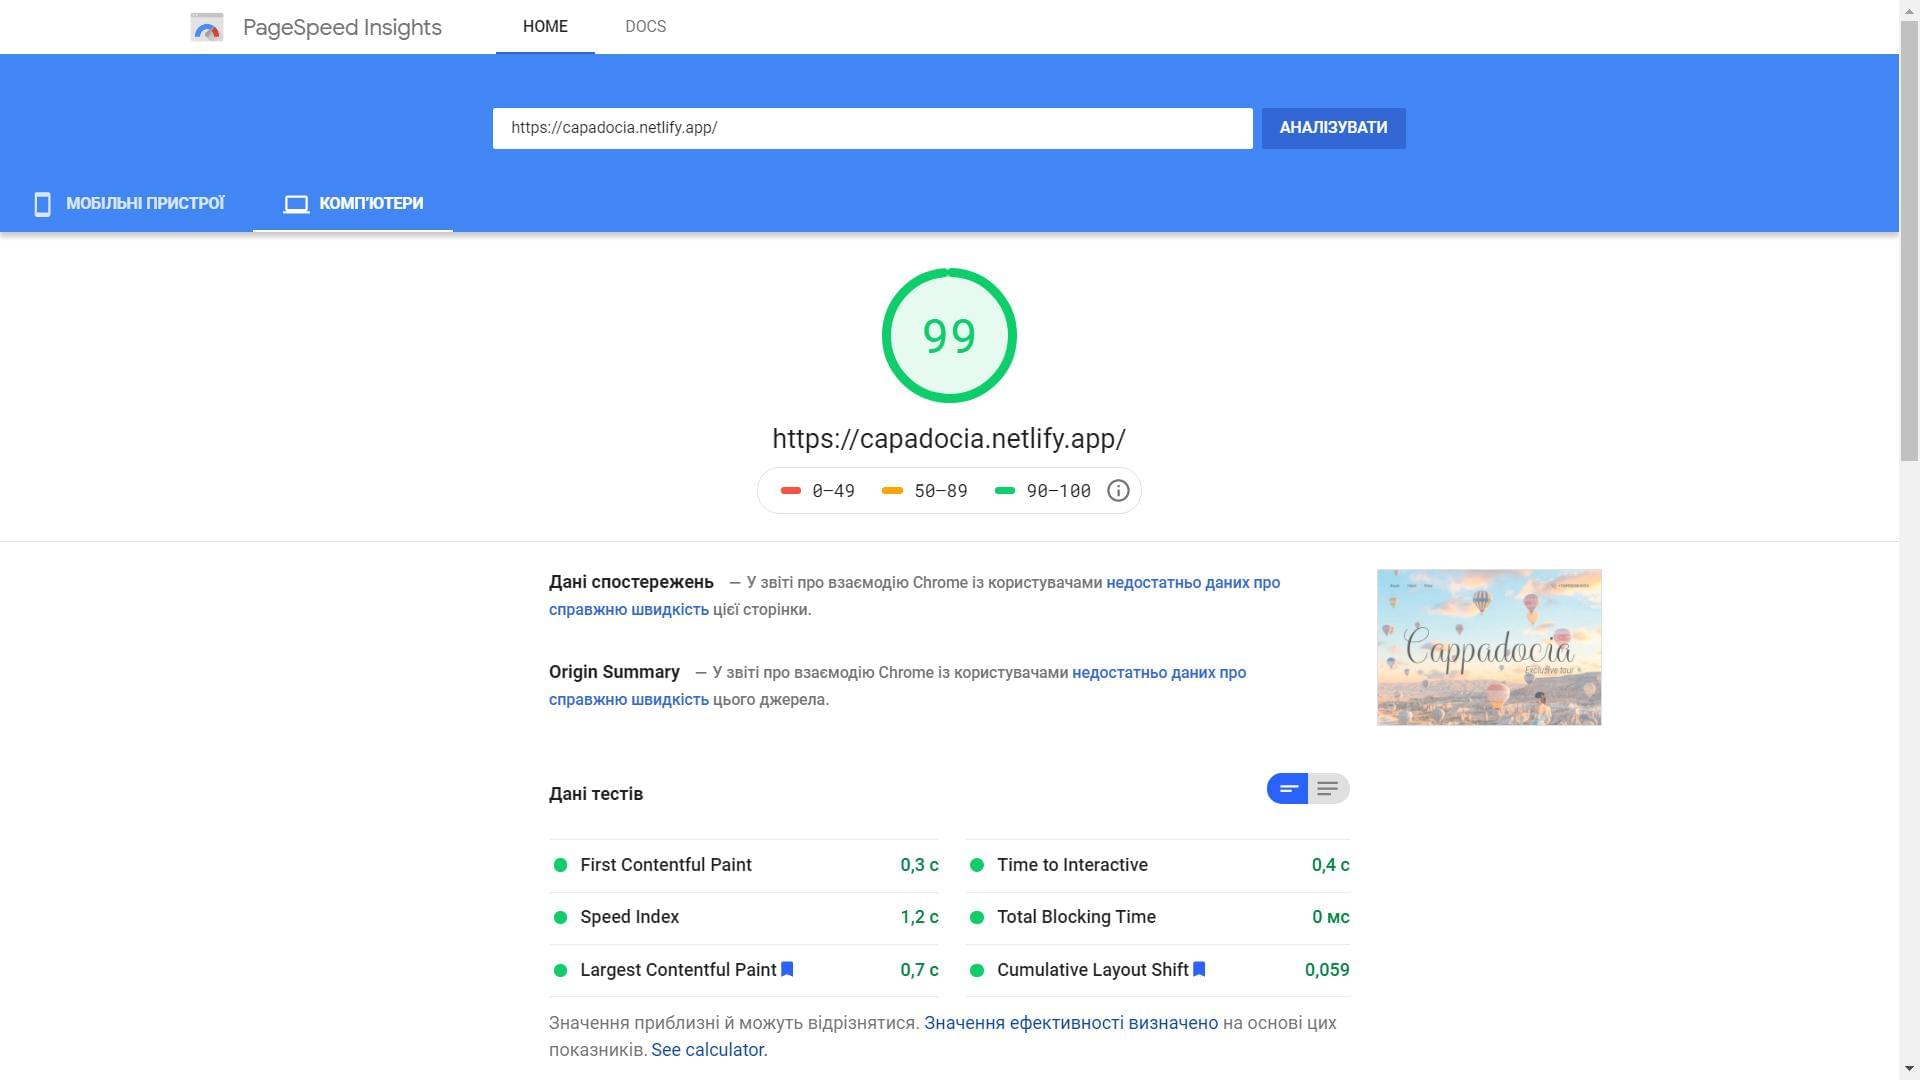 PageSpeed Insights
HOME
DOCS
https://capadocia.netlify.app/
АНАЛІЗУВАТИ
МОБІЛЬНІ ПРИСТРОЇ
КОМП'ЮТЕРИ
99
https://capadocia.netlify.app/
0–49
50–89
90–100
Дані спостережень — У звіті про взаємодію Chrome із користувачами недостатньо даних про
справжню швидкість цієї сторінки.
Cappadocia
Exclusive tour
Origin Summary — У звіті про взаємодію Chrome із користувачами недостатньо даних про
справжню швидкість цього джерела.
Дані тестів
First Contentful Paint 0,3 с
Time to Interactive 0,4 с
Speed Index 1,2 с
Total Blocking Time 0 мс
Largest Contentful Paint 0,7 с
Cumulative Layout Shift 0,059
Значення приблизні й можуть відрізнятися. Значення ефективності визначено на основі цих
показників. See calculator.